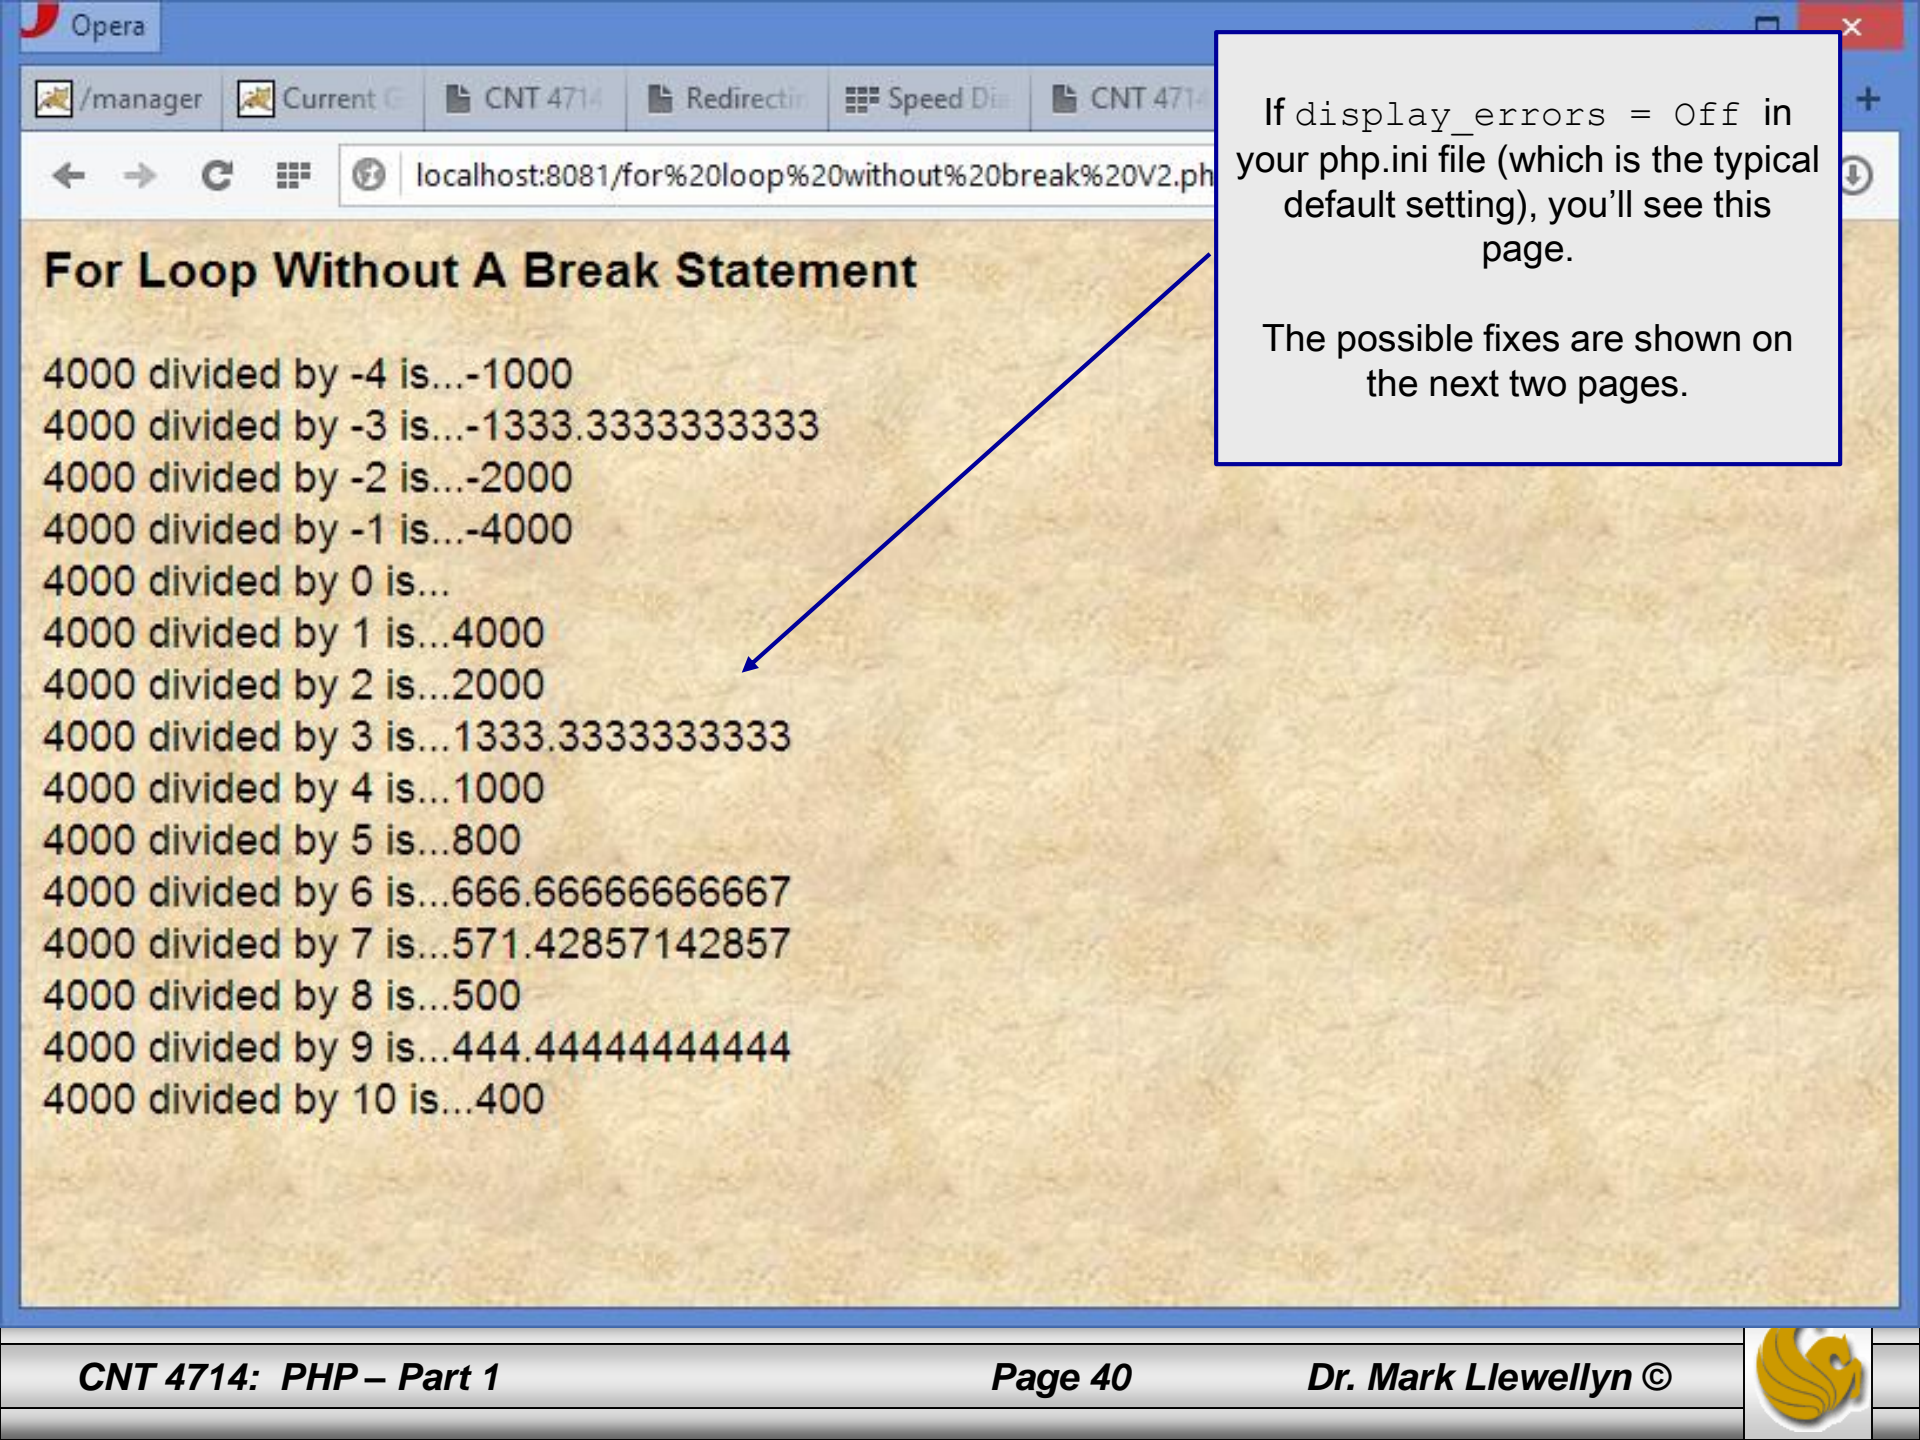 Opera
/manager
Current
CNT 4714
Redirectin
Speed Di
CNT 471
localhost:8081/for%20loop%20without%20break%20V2.ph
If display_errors = Off in
your php.ini file (which is the typical
default setting), you’ll see this
page.
The possible fixes are shown on
the next two pages.
For Loop Without A Break Statement
4000 divided by -4 is...-1000
4000 divided by -3 is...-1333.3333333333
4000 divided by -2 is...-2000
4000 divided by -1 is...-4000
4000 divided by 0 is...
4000 divided by 1 is...4000
4000 divided by 2 is...2000
4000 divided by 3 is...1333.3333333333
4000 divided by 4 is...1000
4000 divided by 5 is...800
4000 divided by 6 is...666.66666666667
4000 divided by 7 is...571.42857142857
4000 divided by 8 is...500
4000 divided by 9 is...444.44444444444
4000 divided by 10 is...400
CNT 4714: PHP – Part 1
Page 40
Dr. Mark Llewellyn ©